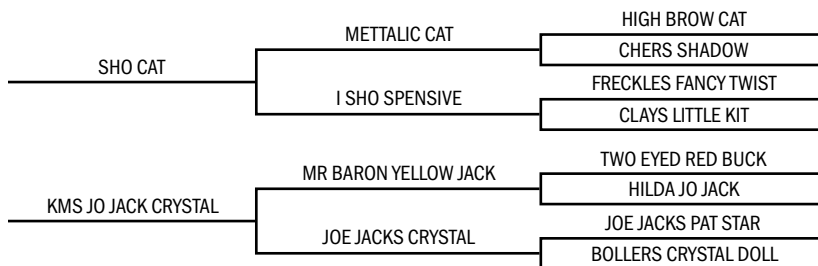 HIGH BROW CAT
METTALIC CAT
CHERS SHADOW
SHO CAT
FRECKLES FANCY TWIST
I SHO SPENSIVE
CLAYS LITTLE KIT
TWO EYED RED BUCK
MR BARON YELLOW JACK
HILDA JO JACK
KMS JO JACK CRYSTAL
JOE JACKS PAT STAR
JOE JACKS CRYSTAL
BOLLERS CRYSTAL DOLL